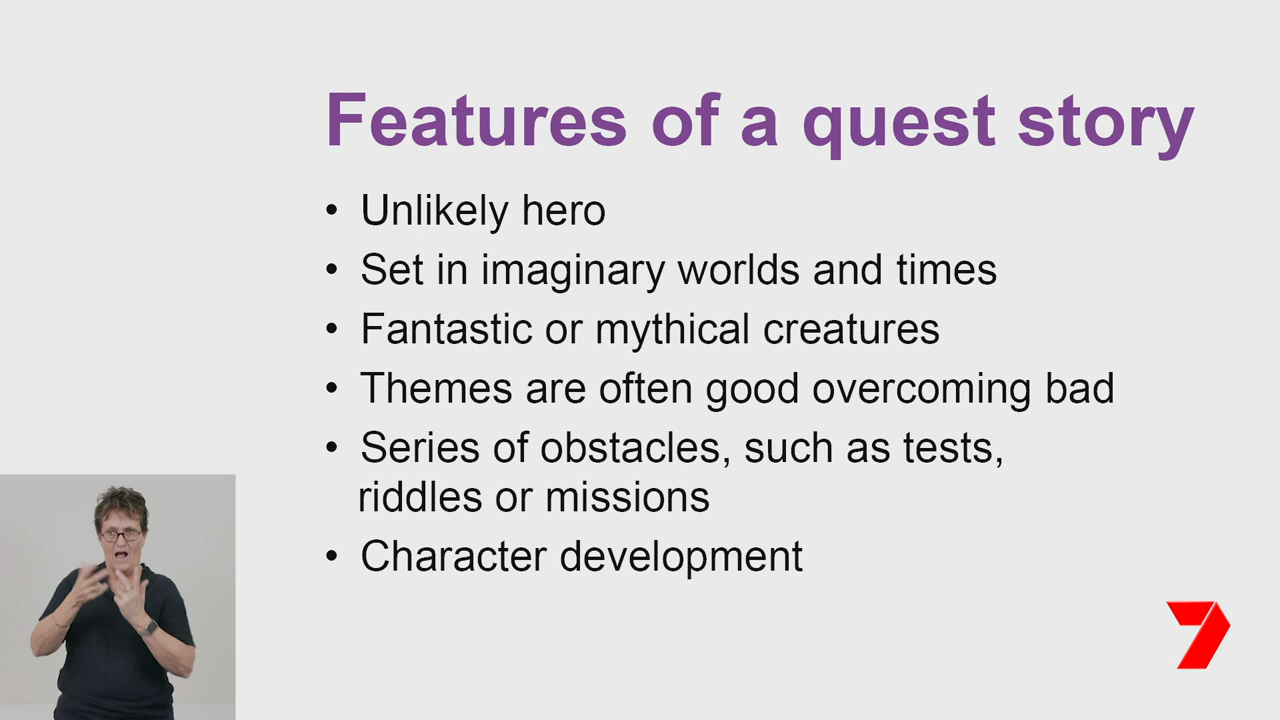 Features of a quest story
• Unlikely hero
• Set in imaginary worlds and times
• Fantastic or mythical creatures
• Themes are often good overcoming bad
• Series of obstacles, such as tests,
riddles or missions
• Character development
7